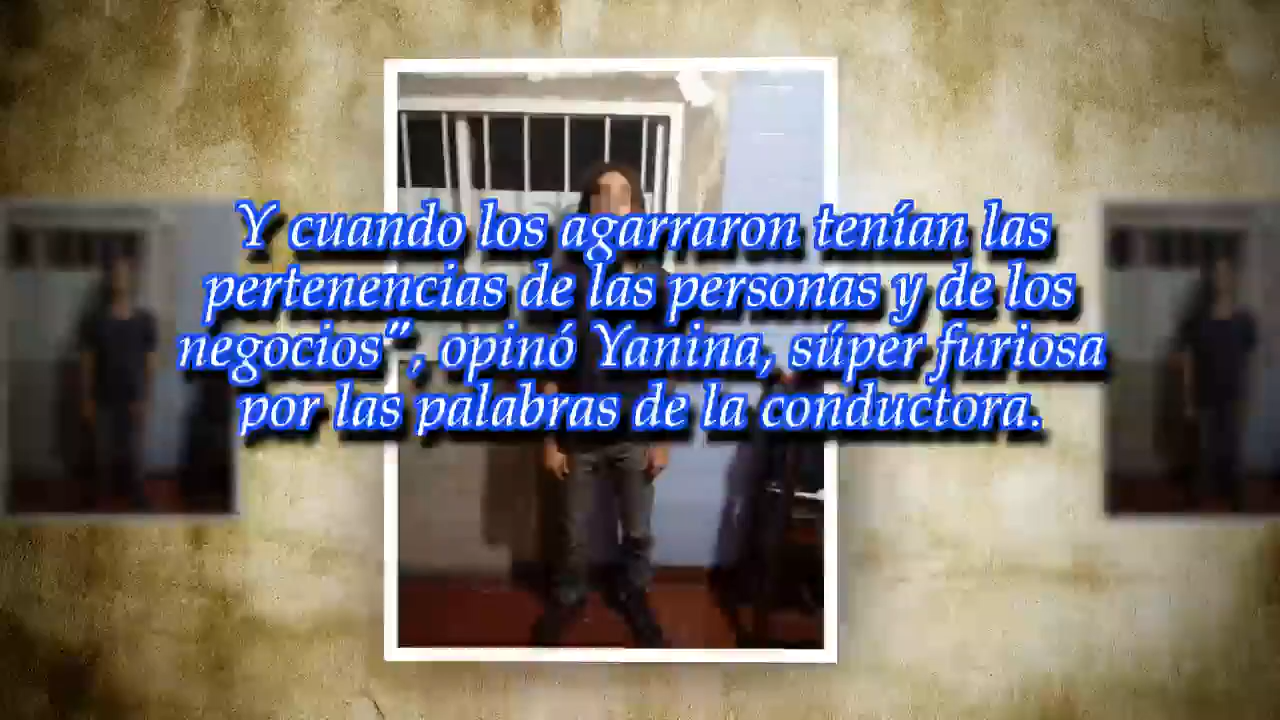 Y cuando los agarraron tenían las
pertenencias de las personas y de los
negocios”, opinó Yanina, súper furiosa
por las palabras de la conductora.